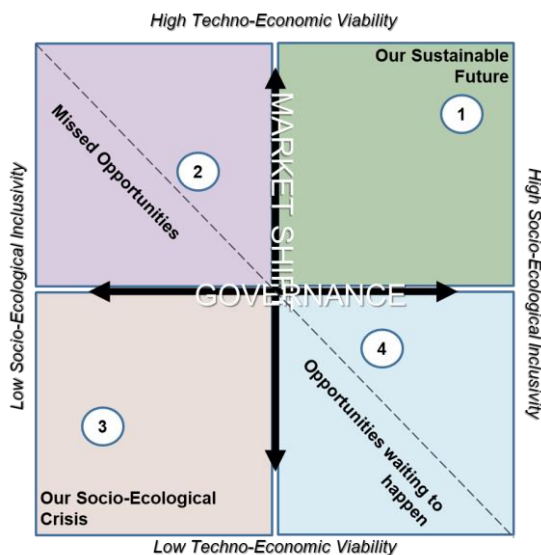 High Techno-Economic Viability
Our Sustainable
Future
1
Missed Opportunities
2
MARKET SHIFT
Low Socio-Ecological Inclusivity
High Socio-Ecological Inclusivity
GOVERNANCE
4
3
Opportunities waiting to
happen
Our Socio-Ecological
Crisis
Low Techno-Economic Viability